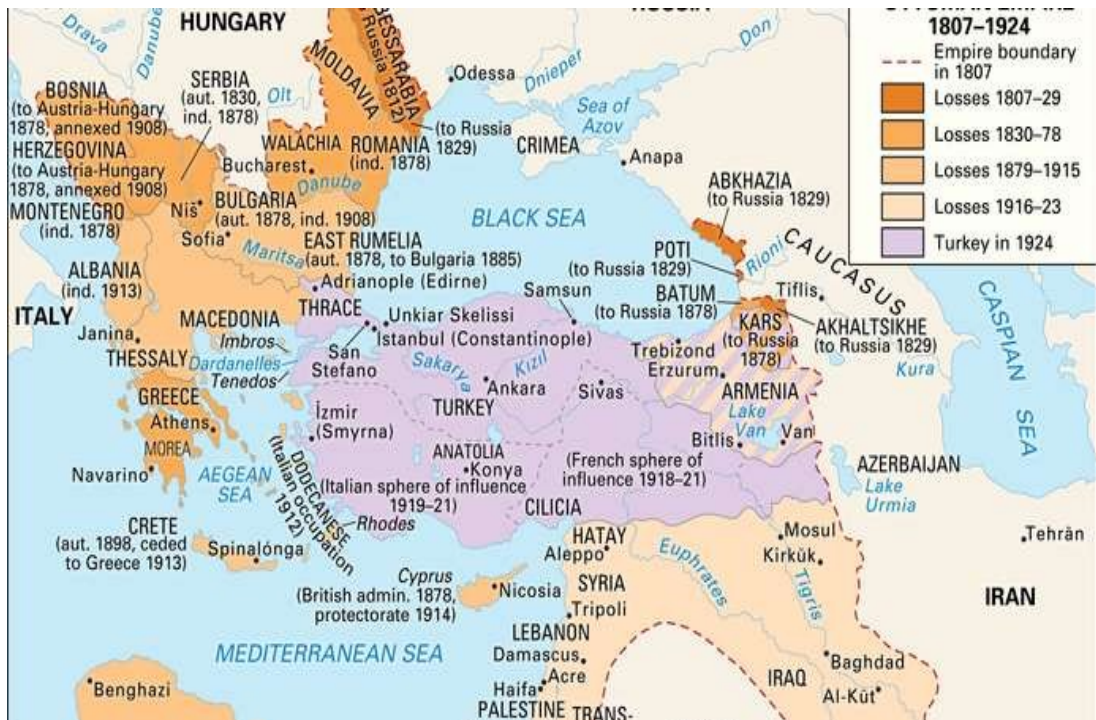 HUNGARY
RUSSIA
Drava
Danube
BESSARABIA
(to Russia 1812)
MOLDAVIA
Odessa
Dnieper
Don
OTTOMAN EMPIRE
1807–1924
Empire boundary
in 1807
Losses 1807–29
Losses 1830–78
Losses 1879–1915
Losses 1916–23
Turkey in 1924
BOSNIA
(to Austria-Hungary
1878, annexed 1908)
HERZEGOVINA
(to Austria-Hungary
1878, annexed 1908)
MONTENEGRO
(ind. 1878)
SERBIA
(aut. 1830,
ind. 1878)
Olt
WALACHIA
Bucharest
Danube
ROMANIA
(ind. 1878)
(to Russia
1829)
Sea of
Azov
CRIMEA
Anapa
Niš
BULGARIA
(aut. 1878, ind. 1908)
Sofia
Maritsa
EAST RUMELIA
(aut. 1878, to Bulgaria 1885)
Adrianople (Edirne)
BLACK SEA
ABKHAZIA
(to Russia 1829)
POTI
(to Russia 1829)
Rioni
CAUCASUS
BATUM
(to Russia 1878)
Tiflis
KARS
(to Russia
1878)
AKHALTSIKHE
(to Russia 1829)
Kura
CASPIAN SEA
ALBANIA
(ind. 1913)
ITALY
Janina
THESSALY
MACEDONIA
Imbros
Dardanelles
Tenedos
THRACE
San
Stefano
Unkiar Skelissi
Istanbul (Constantinople)
Samsun
Sakarya
Kızıl
Ankara
TURKEY
Sivas
Trebizond
Erzurum
ARMENIA
Lake
Van
Bitlis
Van
GREECE
Athens
MOREA
Navarino
AEGEAN
SEA
İzmir
(Smyrna)
DODECANESE
(Italian occupation
1912)
ANATOLIA
Konya
(Italian sphere of influence
1919–21)
(French sphere of
influence 1918–21)
CILICIA
Rhodes
AZERBAIJAN
Lake
Urmia
CRETE
(aut. 1898, ceded
to Greece 1913)
Spinalónga
Cyprus
(British admin. 1878,
protectorate 1914)
Nicosia
HATAY
Aleppo
SYRIA
Tripoli
LEBANON
Damascus
Acre
Haifa
PALESTINE
TRANS-
Euphrates
Mosul
Kirkūk
Tigris
Tehrān
IRAN
Baghdad
IRAQ
Al-Kūt
MEDITERRANEAN SEA
Benghazi